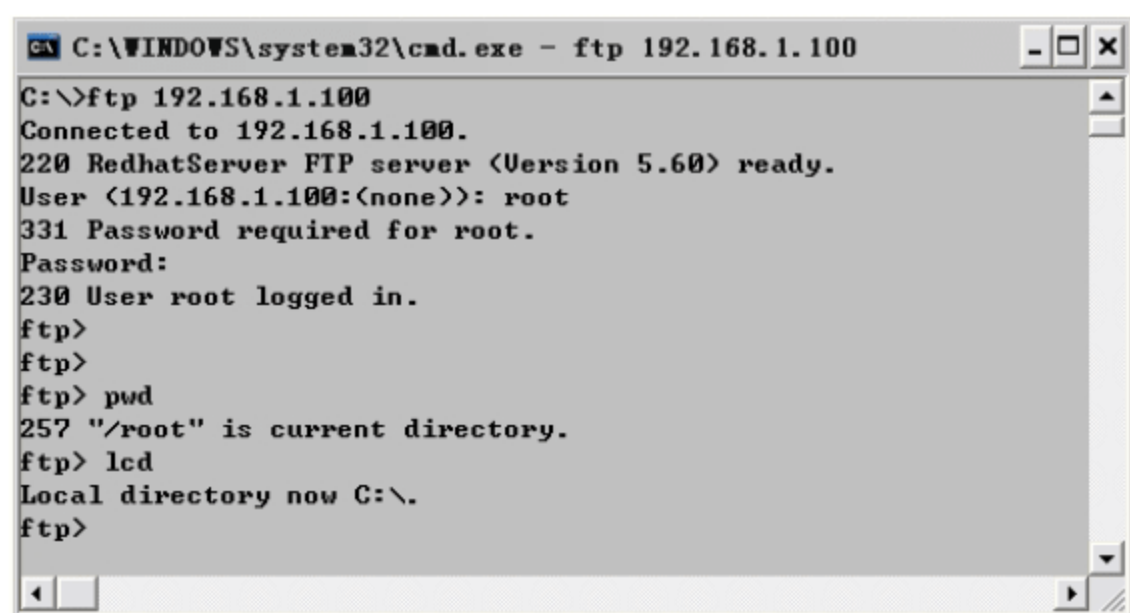 C:\WINDOWS\system32\cmd.exe - ftp 192.168.1.100
C:\>ftp 192.168.1.100
Connected to 192.168.1.100.
220 RedhatServer FTP server (Version 5.60) ready.
User (192.168.1.100:(none)): root
331 Password required for root.
Password:
230 User root logged in.
ftp>
ftp>
ftp> pwd
257 "/root" is current directory.
ftp> lcd
Local directory now C:\.
ftp>